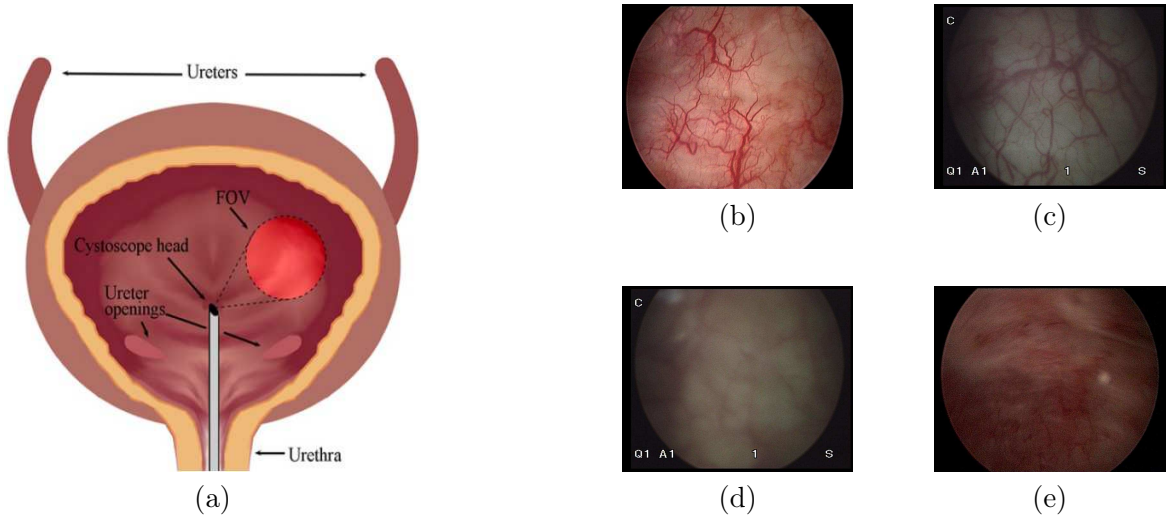 Ureters
FOV
Cystoscope head
Ureter
openings
Urethra
(a)
(b)
C
Q1 A1 1 S
(c)
C
Q1 A1 1 S
(d)
(e)